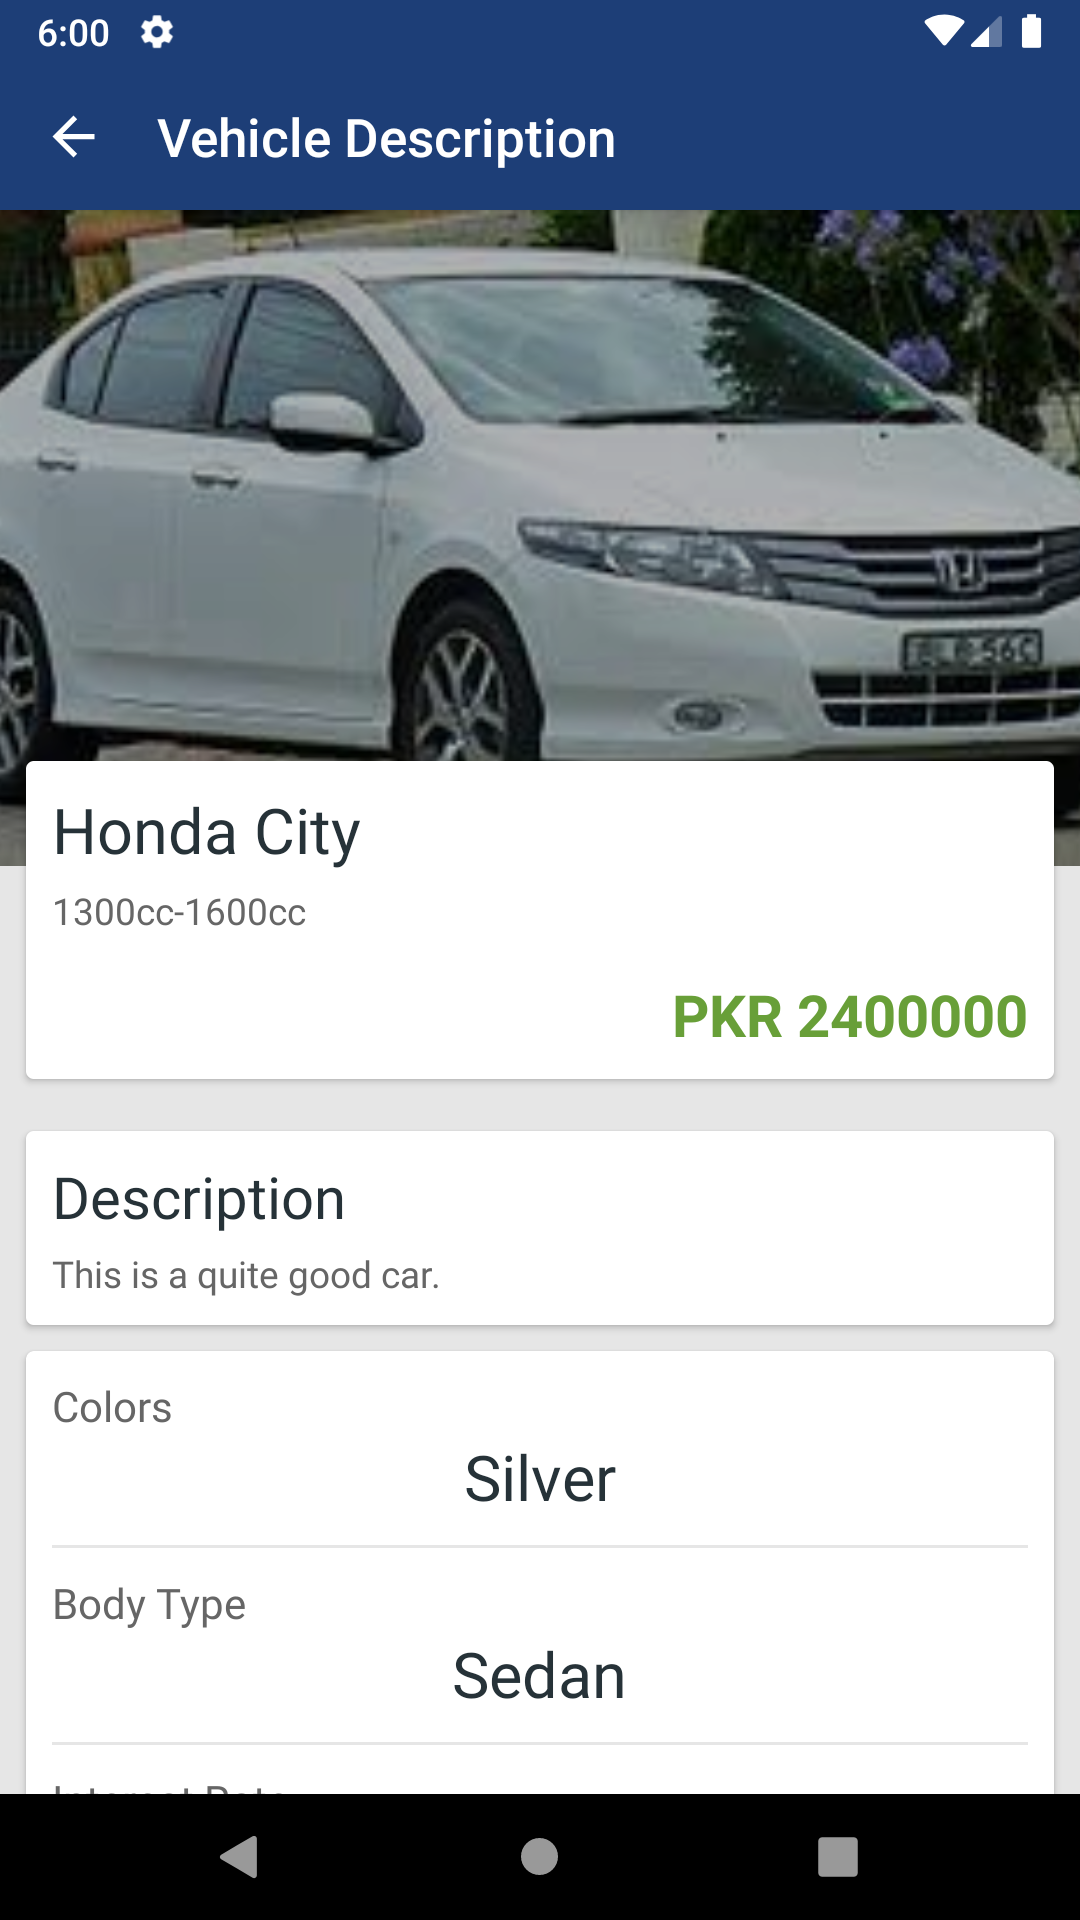 6:00
Vehicle Description
Honda City
1300cc-1600cc
PKR 2400000
Description
This is a quite good car.
Colors
Silver
Body Type
Sedan